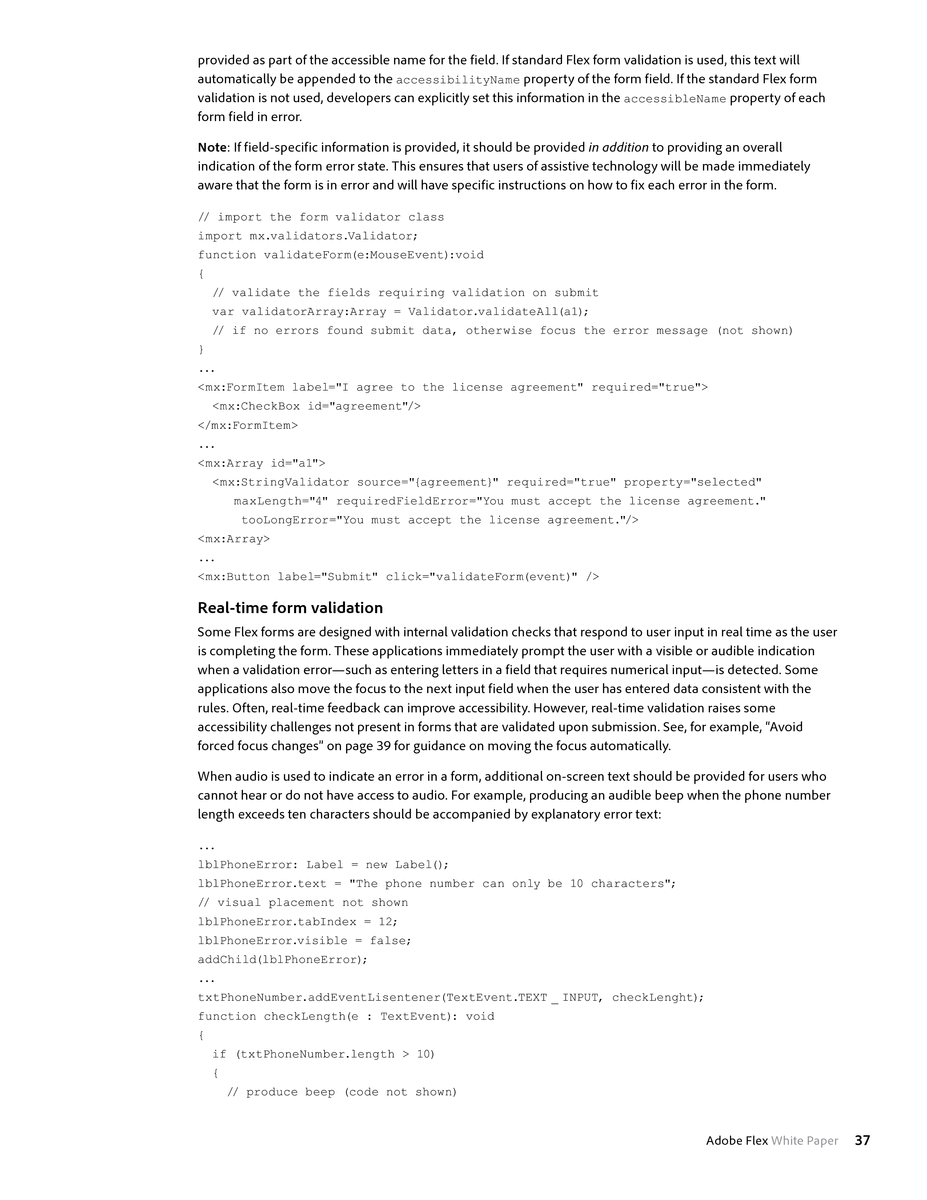 provided as part of the accessible name for the field. If standard Flex form validation is used, this text will
automatically be appended to the accessibilityName property of the form field. If the standard Flex form
validation is not used, developers can explicitly set this information in the accessibleName property of each
form field in error.
Note: If field-specific information is provided, it should be provided in addition to providing an overall
indication of the form error state. This ensures that users of assistive technology will be made immediately
aware that the form is in error and will have specific instructions on how to fix each error in the form.
// import the form validator class
import mx.validators.Validator;
function validateForm(e:MouseEvent):void
{
  // validate the fields requiring validation on submit
  var validatorArray:Array = Validator.validateAll(a1);
  // if no errors found submit data, otherwise focus the error message (not shown)
}
...
<mx:FormItem label="I agree to the license agreement" required="true">
  <mx:CheckBox id="agreement"/>
</mx:FormItem>
...
<mx:Array id="a1">
  <mx:StringValidator source="{agreement}" required="true" property="selected"
     maxLength="4" requiredFieldError="You must accept the license agreement."
      tooLongError="You must accept the license agreement."/>
<mx:Array>
...
<mx:Button label="Submit" click="validateForm(event)" />
Real-time form validation
Some Flex forms are designed with internal validation checks that respond to user input in real time as the user
is completing the form. These applications immediately prompt the user with a visible or audible indication
when a validation error—such as entering letters in a field that requires numerical input—is detected. Some
applications also move the focus to the next input field when the user has entered data consistent with the
rules. Often, real-time feedback can improve accessibility. However, real-time validation raises some
accessibility challenges not present in forms that are validated upon submission. See, for example, "Avoid
forced focus changes" on page 39 for guidance on moving the focus automatically.
When audio is used to indicate an error in a form, additional on-screen text should be provided for users who
cannot hear or do not have access to audio. For example, producing an audible beep when the phone number
length exceeds ten characters should be accompanied by explanatory error text:
...
lblPhoneError: Label = new Label();
lblPhoneError.text = "The phone number can only be 10 characters";
// visual placement not shown
lblPhoneError.tabIndex = 12;
lblPhoneError.visible = false;
addChild(lblPhoneError);
...
txtPhoneNumber.addEventLisentener(TextEvent.TEXT _ INPUT, checkLenght);
function checkLength(e : TextEvent): void
{
  if (txtPhoneNumber.length > 10)
  {
    // produce beep (code not shown)
Adobe Flex White Paper 37